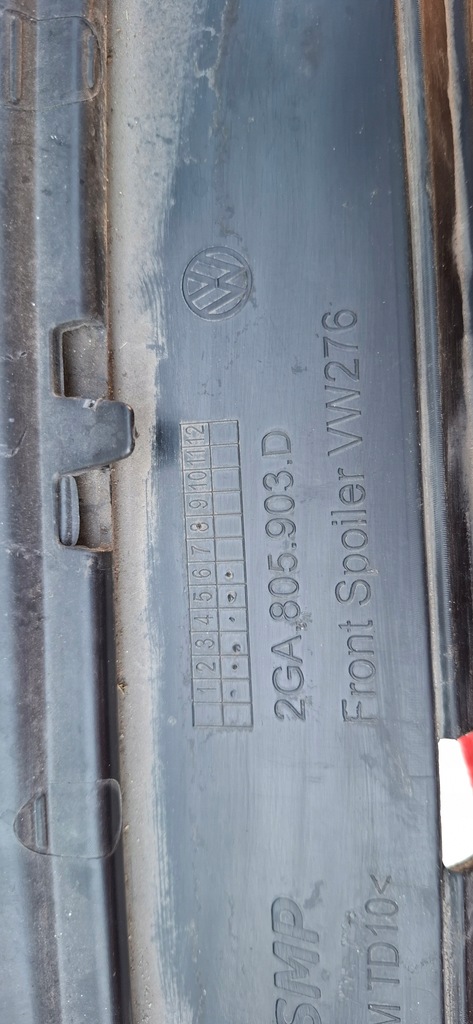 1 2 3 4 5 6 7 8 9 10 11 12
2GA.805.903.D
Front Spoiler VW276
SMP
M TD10<